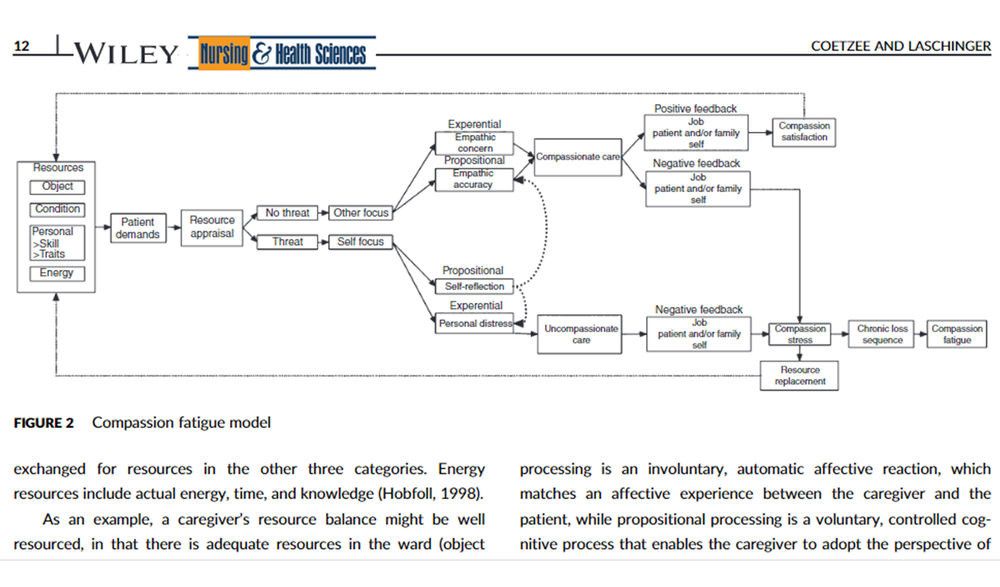 12
WILEY
Nursing & Health Sciences
COETZEE AND LASCHINGER
Resources
Object
Condition
Personal
>Skill
>Traits
Energy
Patient
demands
Resource
appraisal
No threat
Other focus
Threat
Self focus
Experential
Empathic
concern
Propositional
Empathic
accuracy
Propositional
Self-reflection
Experential
Personal distress
Compassionate care
Uncompassionate
care
Positive feedback
Job
patient and/or family
self
Negative feedback
Job
patient and/or family
self
Negative feedback
Job
patient and/or family
self
Compassion
satisfaction
Compassion
stress
Resource
replacement
Chronic loss
sequence
Compassion
fatigue
FIGURE 2 Compassion fatigue model
exchanged for resources in the other three categories. Energy
resources include actual energy, time, and knowledge (Hobfoll, 1998).
As an example, a caregiver's resource balance might be well
resourced, in that there is adequate resources in the ward (object
processing is an involuntary, automatic affective reaction, which
matches an affective experience between the caregiver and the
patient, while propositional processing is a voluntary, controlled cog-
nitive process that enables the caregiver to adopt the perspective of